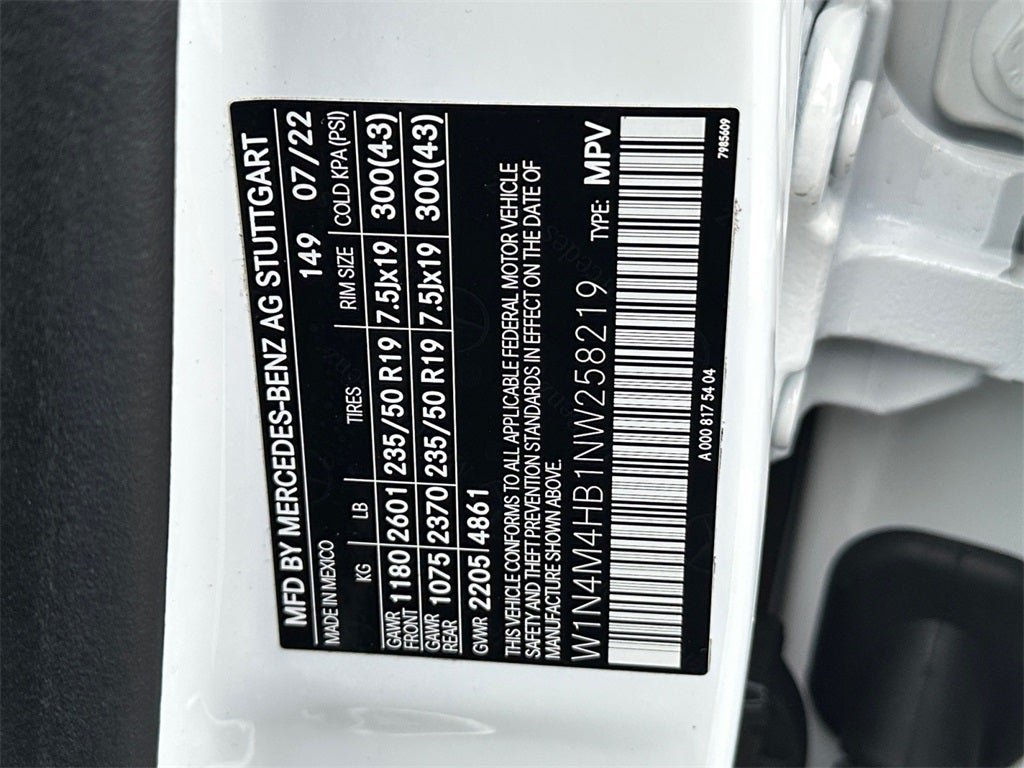 MFD BY MERCEDES-BENZ AG STUTTGART
MADE IN MEXICO 149 07/22
KG LB TIRES RIM SIZE COLD KPA (PSI)
GAWR FRONT 1180 2601 235/50 R19 7.5Jx19 300(43)
GAWR REAR 1075 2370 235/50 R19 7.5Jx19 300(43)
GVWR 2205 4861
THIS VEHICLE CONFORMS TO ALL APPLICABLE FEDERAL MOTOR VEHICLE
SAFETY AND THEFT PREVENTION STANDARDS IN EFFECT ON THE DATE OF
MANUFACTURE SHOWN ABOVE.
W1N4M4HB1NW258219 TYPE: MPV
A 000 817 54 04 7985609